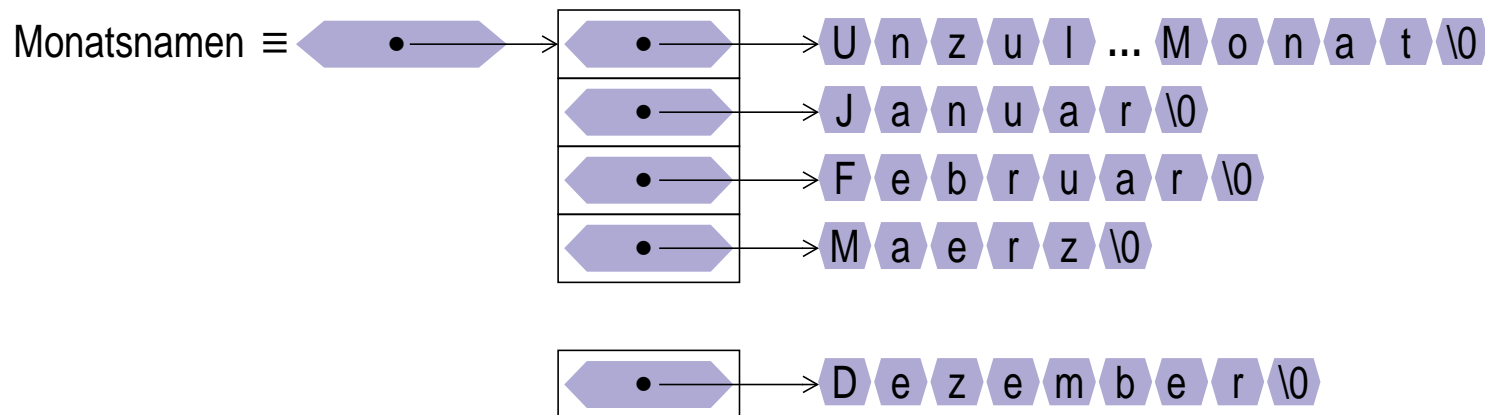 Monatsnamen ≡ U n z u l ... M o n a t \0
J a n u a r \0
F e b r u a r \0
M a e r z \0
D e z e m b e r \0